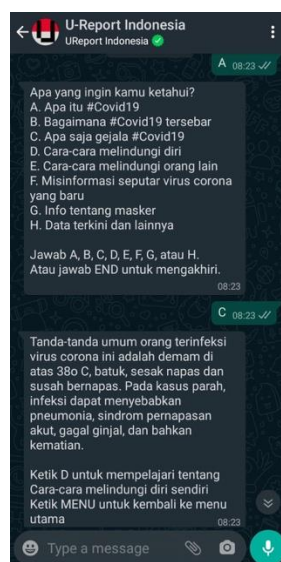 U-Report Indonesia
UReport Indonesia
A 08:23
Apa yang ingin kamu ketahui?
A. Apa itu #Covid19
B. Bagaimana #Covid19 tersebar
C. Apa saja gejala #Covid19
D. Cara-cara melindungi diri
E. Cara-cara melindungi orang lain
F. Misinformasi seputar virus corona
yang baru
G. Info tentang masker
H. Data terkini dan lainnya
Jawab A, B, C, D, E, F, G, atau H.
Atau jawab END untuk mengakhiri.
08:23
C 08:23
Tanda-tanda umum orang terinfeksi
virus corona ini adalah demam di
atas 38o C, batuk, sesak napas dan
susah bernapas. Pada kasus parah,
infeksi dapat menyebabkan
pneumonia, sindrom pernapasan
akut, gagal ginjal, dan bahkan
kematian.
Ketik D untuk mempelajari tentang
Cara-cara melindungi diri sendiri
Ketik MENU untuk kembali ke menu
utama
08:23
Type a message